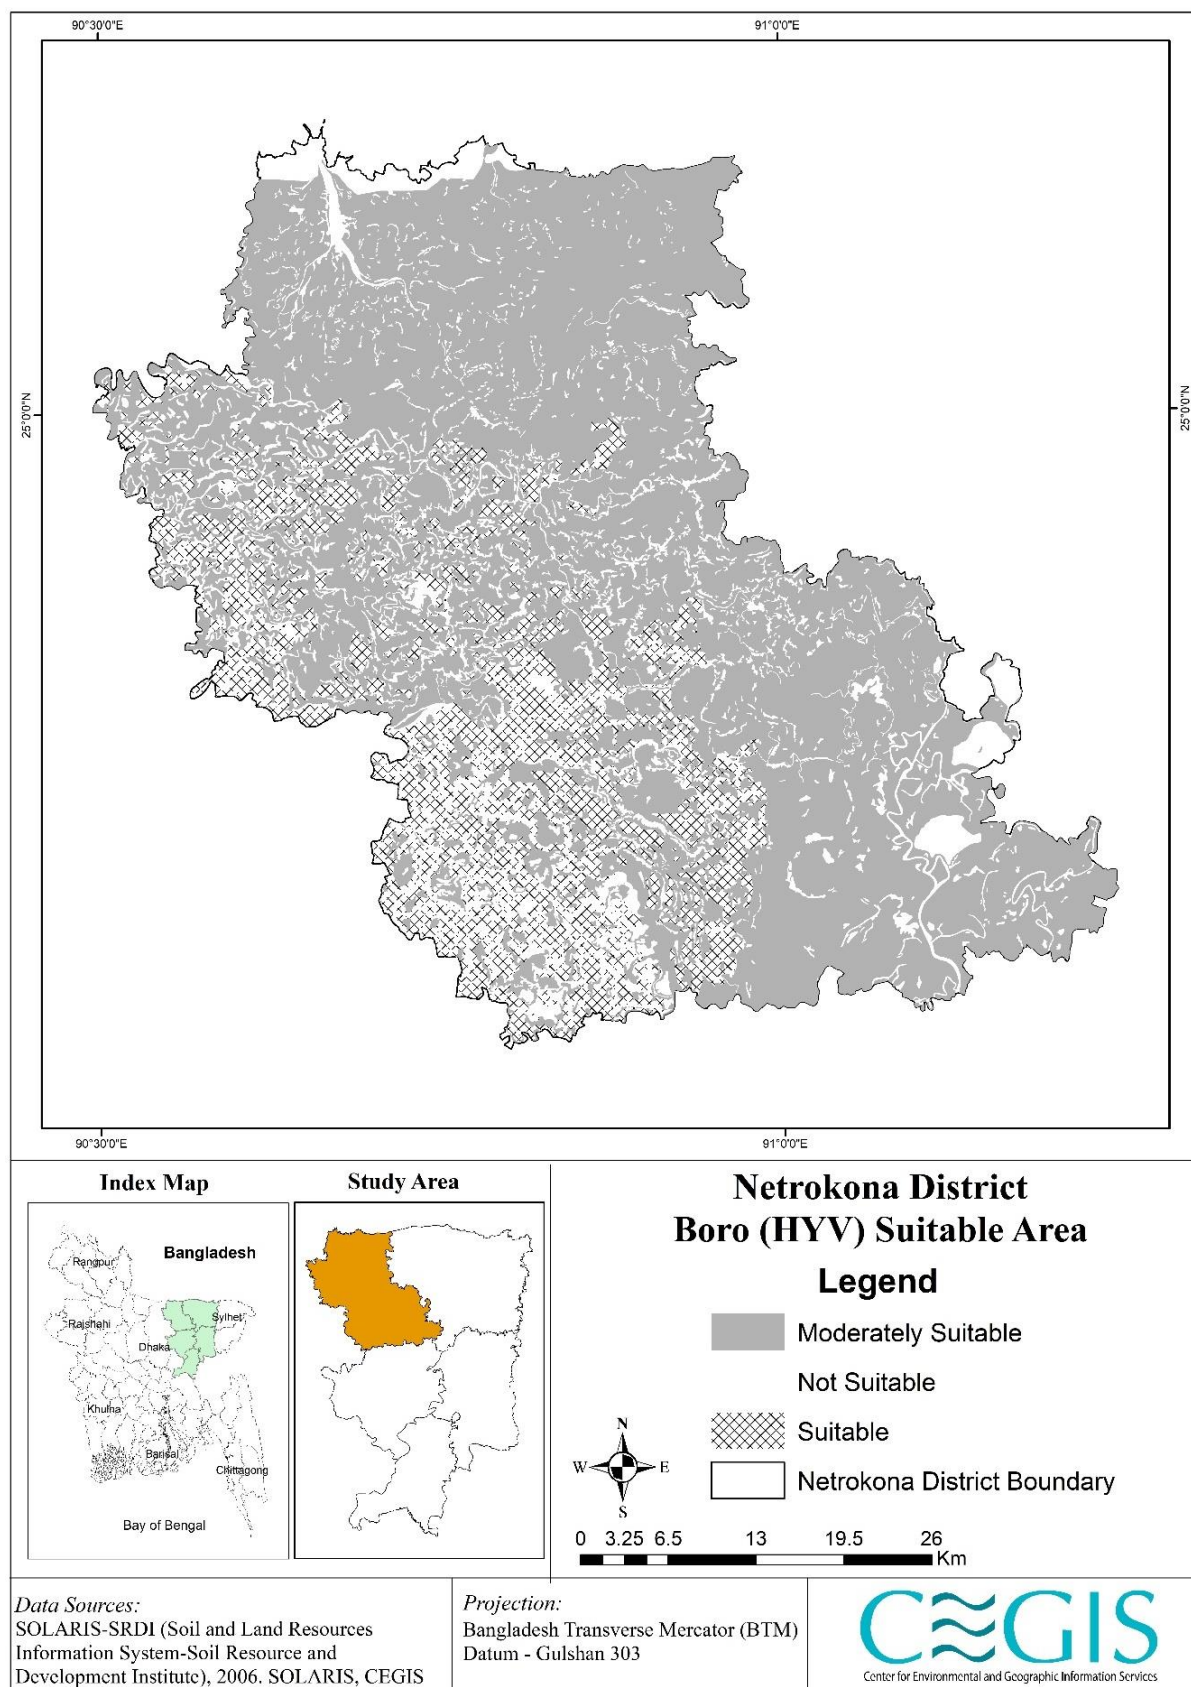 90°30'0"E
91°0'0"E
25°0'0"N
25°0'0"N
90°30'0"E
91°0'0"E
Index Map
Bangladesh
Rangpur
Rajshahi
Sylhet
Dhaka
Khulna
Barisal
Chittagong
Bay of Bengal
Study Area
Netrokona District
Boro (HYV) Suitable Area
Legend
Moderately Suitable
Not Suitable
Suitable
Netrokona District Boundary
N
W E
S
0 3.25 6.5 13 19.5 26
Km
Data Sources:
SOLARIS-SRDI (Soil and Land Resources
Information System-Soil Resource and
Development Institute), 2006. SOLARIS, CEGIS
Projection:
Bangladesh Transverse Mercator (BTM)
Datum - Gulshan 303
CEGIS
Center for Environmental and Geographic Information Services